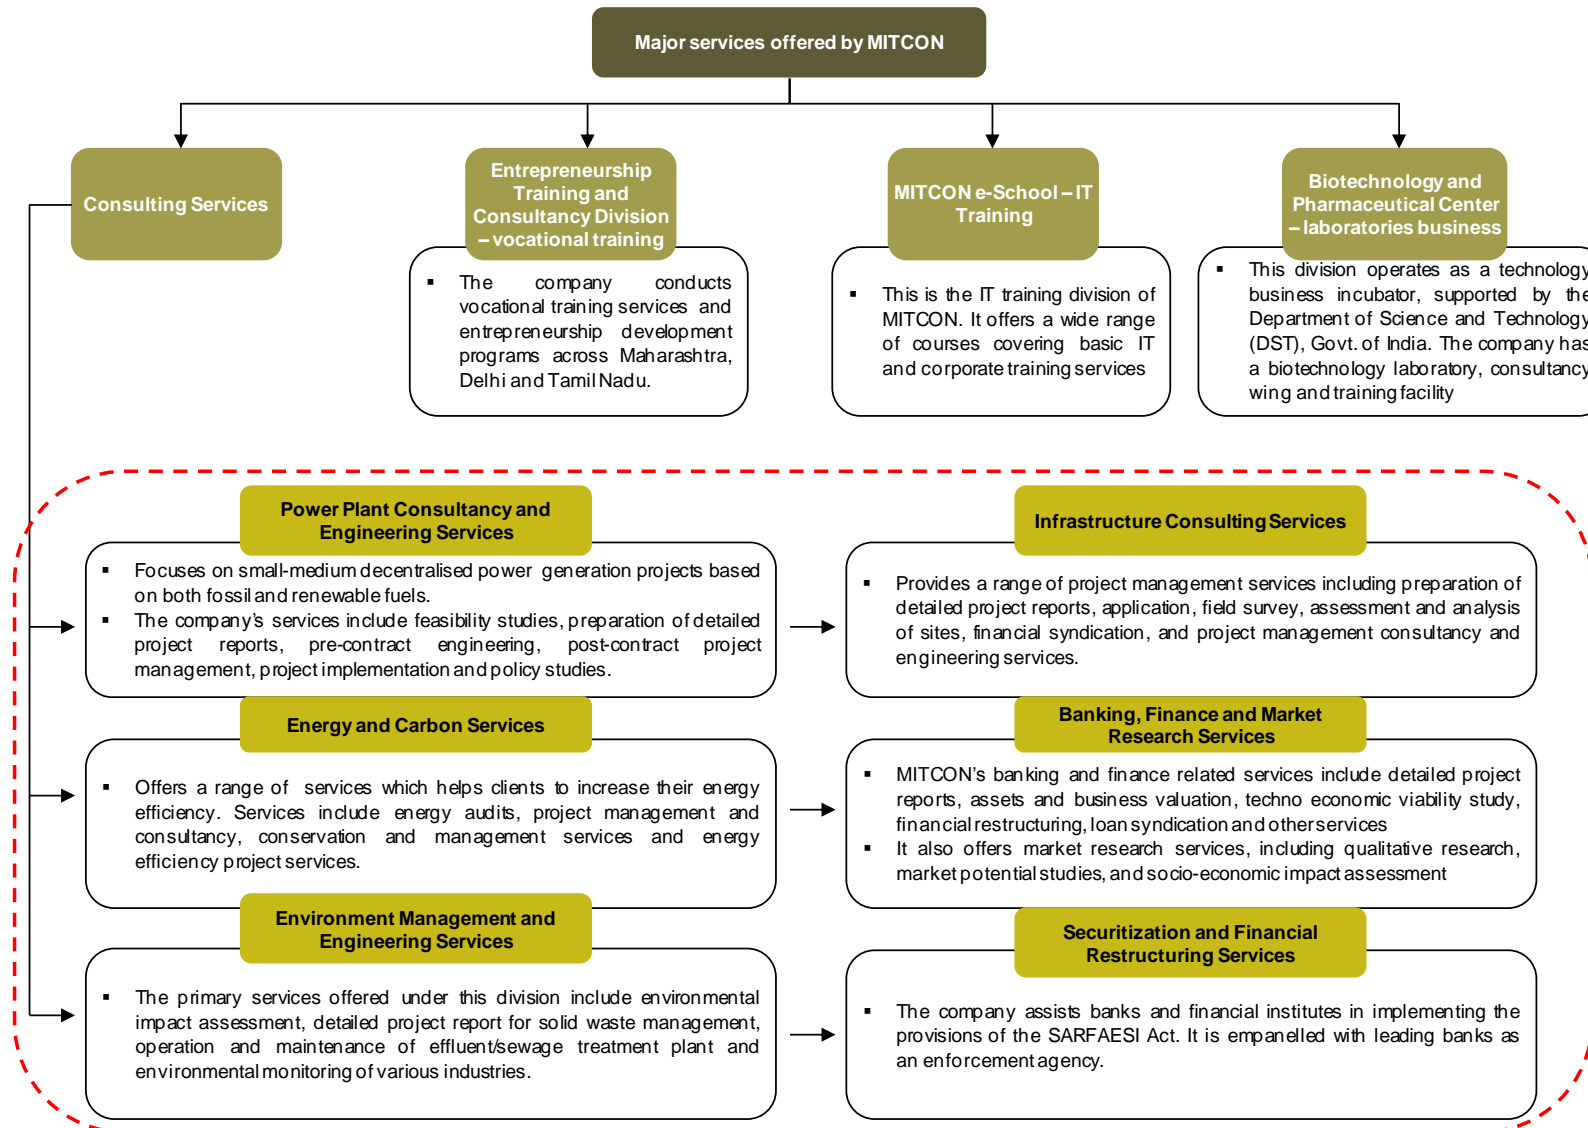 Major services offered by MITCON
Consulting Services
Entrepreneurship
Training and
Consultancy Division
– vocational training
▪ The company conducts
vocational training services and
entrepreneurship development
programs across Maharashtra,
Delhi and Tamil Nadu.
MITCON e-School – IT
Training
▪ This is the IT training division of
MITCON. It offers a wide range
of courses covering basic IT
and corporate training services
Biotechnology and
Pharmaceutical Center
– laboratories business
▪ This division operates as a technology
business incubator, supported by the
Department of Science and Technology
(DST), Govt. of India. The company has
a biotechnology laboratory, consultancy
wing and training facility
Power Plant Consultancy and
Engineering Services
▪ Focuses on small-medium decentralised power generation projects based
on both fossil and renewable fuels.
▪ The company's services include feasibility studies, preparation of detailed
project reports, pre-contract engineering, post-contract project
management, project implementation and policy studies.
Infrastructure Consulting Services
▪ Provides a range of project management services including preparation of
detailed project reports, application, field survey, assessment and analysis
of sites, financial syndication, and project management consultancy and
engineering services.
Energy and Carbon Services
▪ Offers a range of services which helps clients to increase their energy
efficiency. Services include energy audits, project management and
consultancy, conservation and management services and energy
efficiency project services.
Banking, Finance and Market
Research Services
▪ MITCON's banking and finance related services include detailed project
reports, assets and business valuation, techno economic viability study,
financial restructuring, loan syndication and other services
▪ It also offers market research services, including qualitative research,
market potential studies, and socio-economic impact assessment
Environment Management and
Engineering Services
▪ The primary services offered under this division include environmental
impact assessment, detailed project report for solid waste management,
operation and maintenance of effluent/sewage treatment plant and
environmental monitoring of various industries.
Securitization and Financial
Restructuring Services
▪ The company assists banks and financial institutes in implementing the
provisions of the SARFAESI Act. It is empanelled with leading banks as
an enforcement agency.